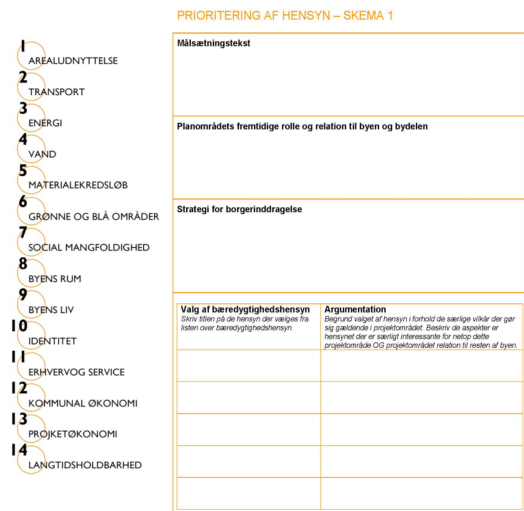 PRIORITERING AF HENSYN – SKEMA 1
1
AREALUDNYTTELSE
2
TRANSPORT
3
ENERGI
4
VAND
5
MATERIALEKREDSLØB
6
GRØNNE OG BLÅ OMRÅDER
7
SOCIAL MANGFOLDIGHED
8
BYENS RUM
9
BYENS LIV
10
IDENTITET
11
ERHVERVOG SERVICE
12
KOMMUNAL ØKONOMI
13
PROJKETØKONOMI
14
LANGTIDSHOLDBARHED
Målsætningstekst
Planområdets fremtidige rolle og relation til byen og bydelen
Strategi for borgerinddragelse
Valg af bæredygtighedshensyn
Skriv titlen på de hensyn der vælges fra
listen over bæredygtighedshensyn.
Argumentation
Begrund valget af hensyn i forhold de særlige vilkår der gør
sig gældende i projektområdet. Beskriv de aspekter er
hensynet der er særligt interessante for netop dette
projektområde OG projektområdet relation til resten af byen.